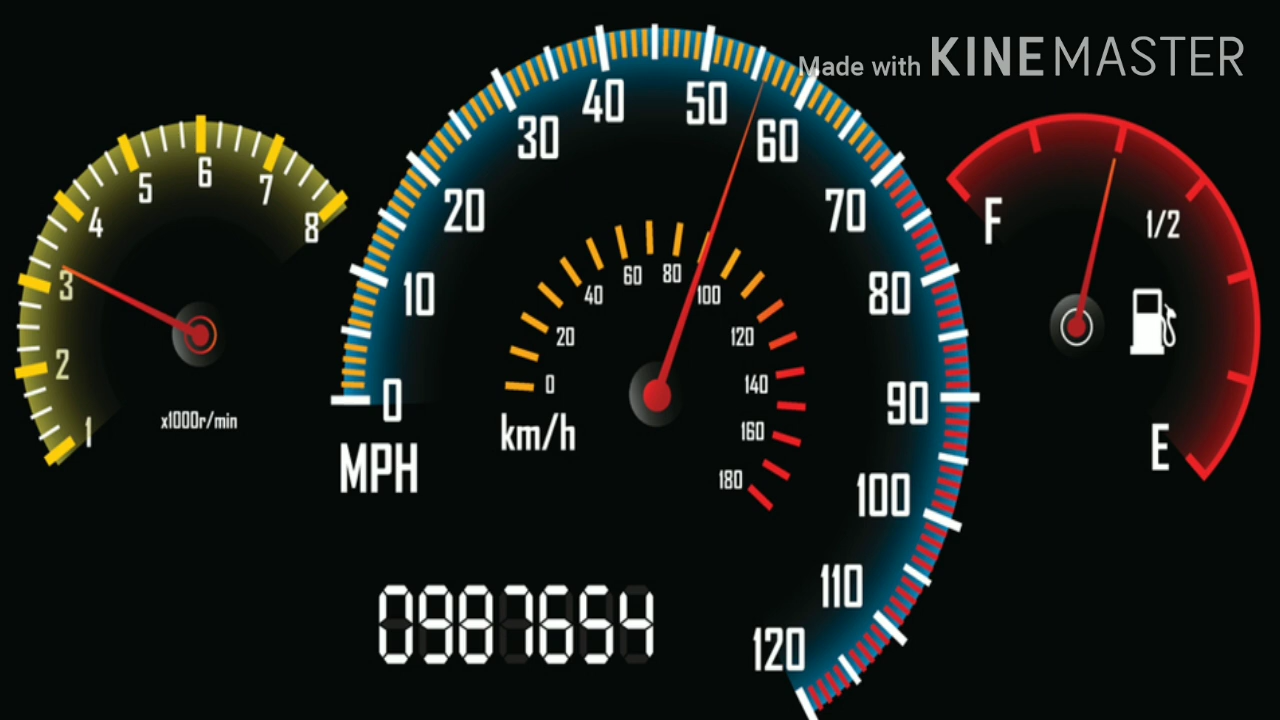 Made with KINEMASTER
1 2 3 4 5 6 7 8
x1000r/min
0 10 20 30 40 50 60 70 80 90 100 110 120
MPH
0 20 40 60 80 100 120 140 160 180
km/h
F 1/2 E
0987654